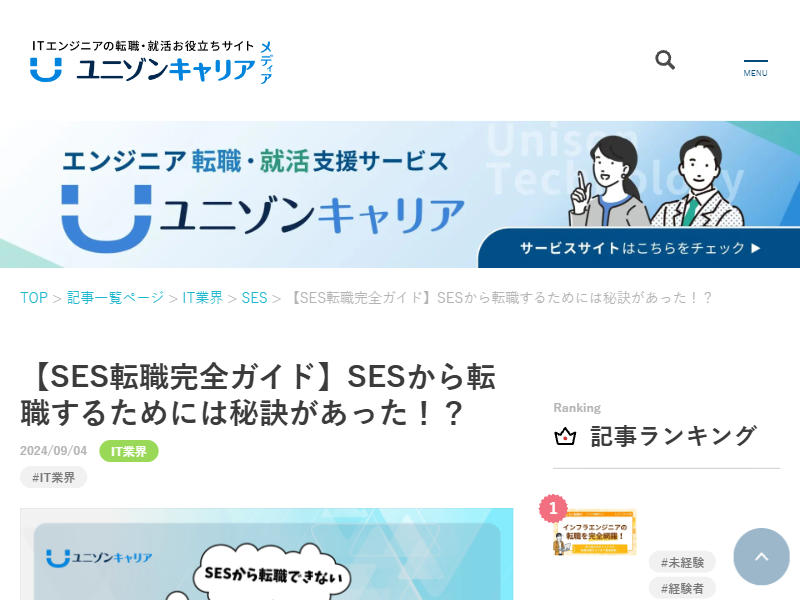 ITエンジニアの転職・就活お役立ちサイト
ユニゾンキャリア
メディア
MENU
Unison
Technology
エンジニア転職・就活支援サービス
ユニゾンキャリア
サービスサイトはこちらをチェック ▶
TOP > 記事一覧ページ > IT業界 > SES > 【SES転職完全ガイド】SESから転職するためには秘訣があった！？
【SES転職完全ガイド】SESから転
職するためには秘訣があった！？
2024/09/04
IT業界
#IT業界
Ranking
記事ランキング
ユニゾンキャリア
SESから転職できない
1
インフラエンジニアの
転職を完全網羅！
#未経験
#経験者